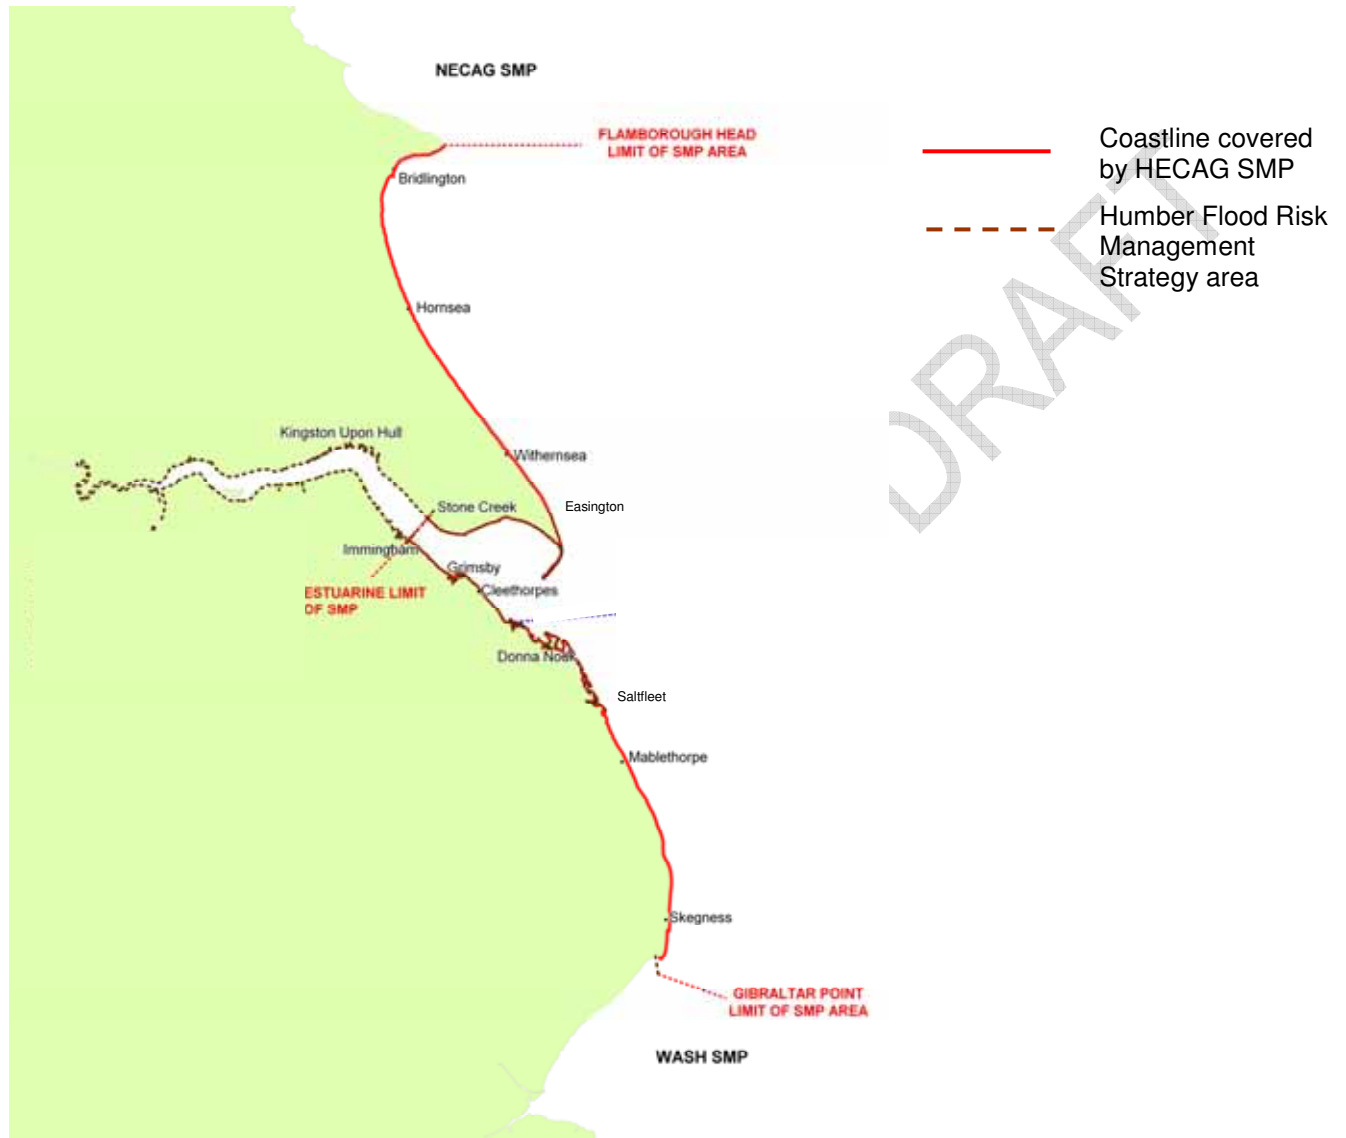 NECAG SMP
FLAMBOROUGH HEAD
LIMIT OF SMP AREA
Bridlington
Hornsea
Kingston Upon Hull
Withernsea
Stone Creek
Easington
Immingham
Grimsby
ESTUARINE LIMIT
OF SMP
Cleethorpes
Donna Nook
Saltfleet
Mablethorpe
Skegness
GIBRALTAR POINT
LIMIT OF SMP AREA
WASH SMP
Coastline covered
by HECAG SMP
Humber Flood Risk
Management
Strategy area
DRAFT